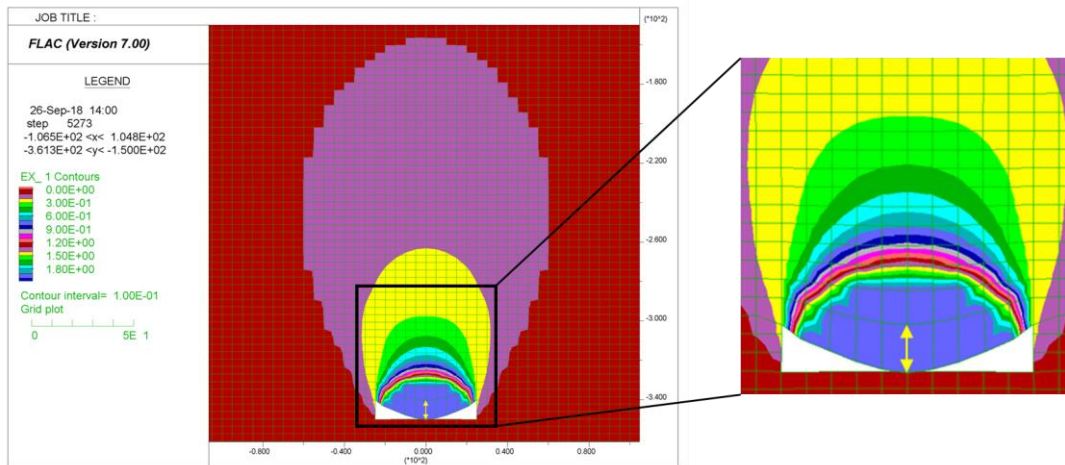 JOB TITLE :
FLAC (Version 7.00)
LEGEND
26-Sep-18 14:00
step 5273
-1.065E+02 <x< 1.048E+02
-3.613E+02 <y< -1.500E+02
EX_ 1 Contours
0.00E+00
3.00E-01
6.00E-01
9.00E-01
1.20E+00
1.50E+00
1.80E+00
Contour interval= 1.00E-01
Grid plot
0 5E 1
(*10^2)
-1.800
-2.200
-2.600
-3.000
-3.400
-0.800 -0.400 0.000 0.400 0.800
(*10^2)